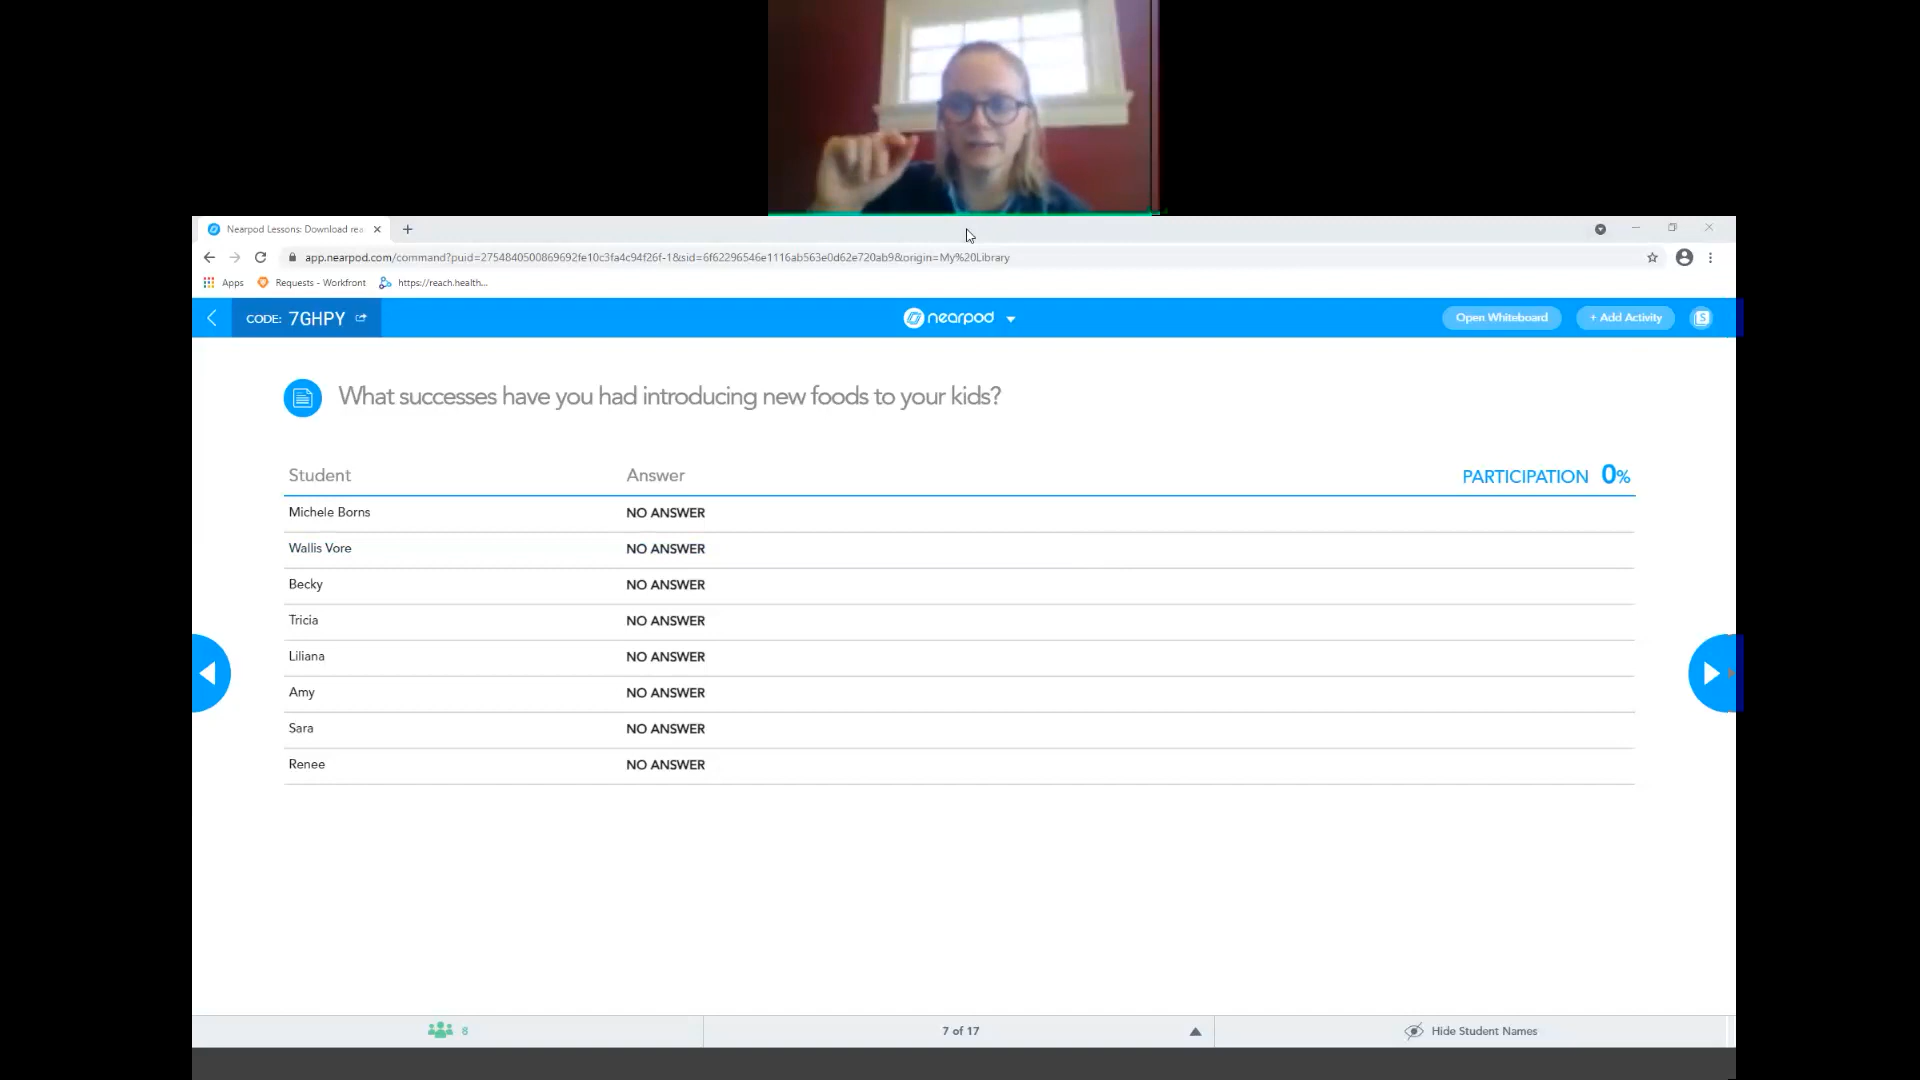 Nearpod Lessons: Download rea
app.nearpod.com/command?puid=2754840500869692fe10c3fa4c94f26f-1&sid=6f62296546e1116ab563e0d62e720ab9&origin=My%20Library
Apps Requests - Workfront https://reach.health...
CODE: 7GHPY nearpod Open Whiteboard + Add Activity S
What successes have you had introducing new foods to your kids?
Student Answer PARTICIPATION 0%
Michele Borns NO ANSWER
Wallis Vore NO ANSWER
Becky NO ANSWER
Tricia NO ANSWER
Liliana NO ANSWER
Amy NO ANSWER
Sara NO ANSWER
Renee NO ANSWER
8 7 of 17 Hide Student Names